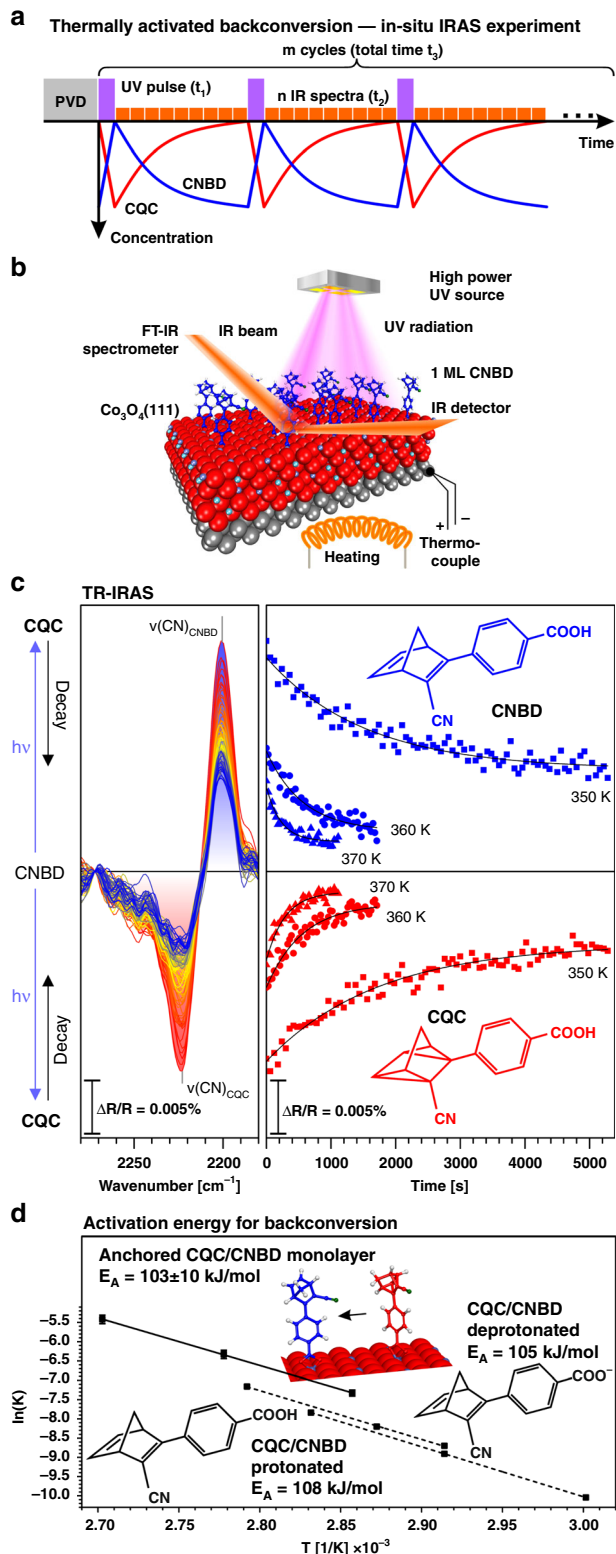 a
Thermally activated backconversion — in-situ IRAS experiment
m cycles (total time t3)
PVD
UV pulse (t1)
n IR spectra (t2)
Time
CNBD
CQC
Concentration
b
High power
UV source
FT-IR
spectrometer
IR beam
UV radiation
1 ML CNBD
Co3O4(111)
IR detector
+ −
Heating
Thermo-
couple
c
TR-IRAS
CQC
ν(CN)CNBD
COOH
Decay
hν
CN
CNBD
350 K
360 K
370 K
CNBD
370 K
360 K
350 K
hν
Decay
CQC
COOH
CN
ν(CN)CQC
CQC
ΔR/R = 0.005%
ΔR/R = 0.005%
2250 2200
0 1000 2000 3000 4000 5000
Wavenumber [cm−1]
Time [s]
d
Activation energy for backconversion
Anchored CQC/CNBD monolayer
EA = 103±10 kJ/mol
CQC/CNBD
deprotonated
EA = 105 kJ/mol
−5.5
−6.0
−6.5
−7.0
−7.5
−8.0
−8.5
−9.0
−9.5
−10.0
ln(K)
COO−
CN
COOH
CN
CQC/CNBD
protonated
EA = 108 kJ/mol
2.70 2.75 2.80 2.85 2.90 2.95 3.00
T [1/K] ×10−3